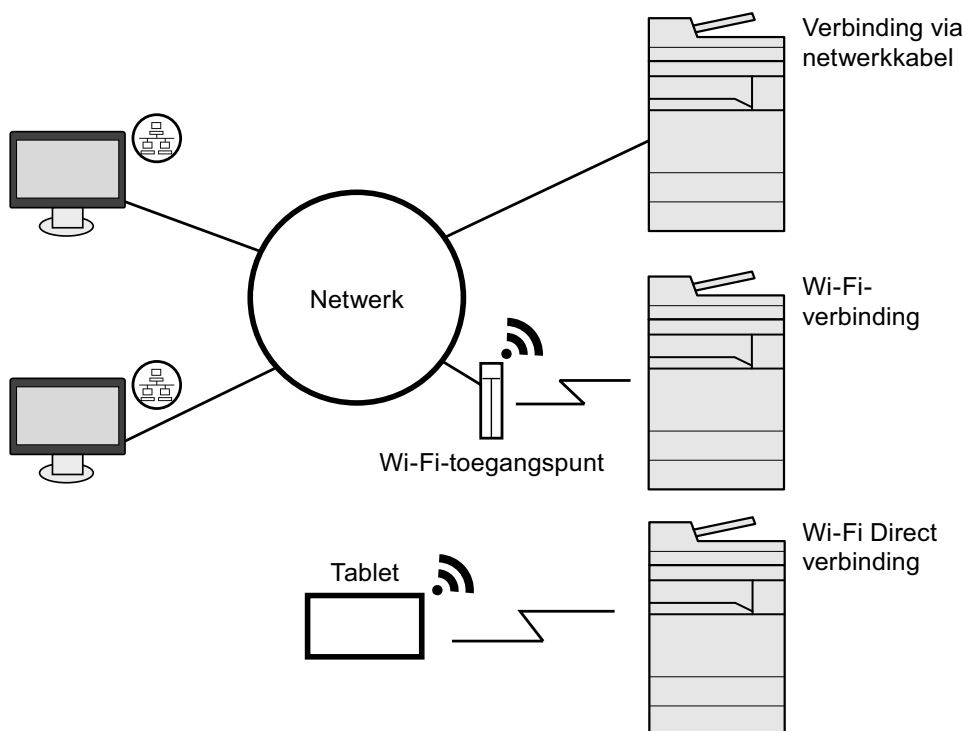 Verbinding via
netwerkkabel
Netwerk
Wi-Fi-
verbinding
Wi-Fi-toegangspunt
Wi-Fi Direct
verbinding
Tablet